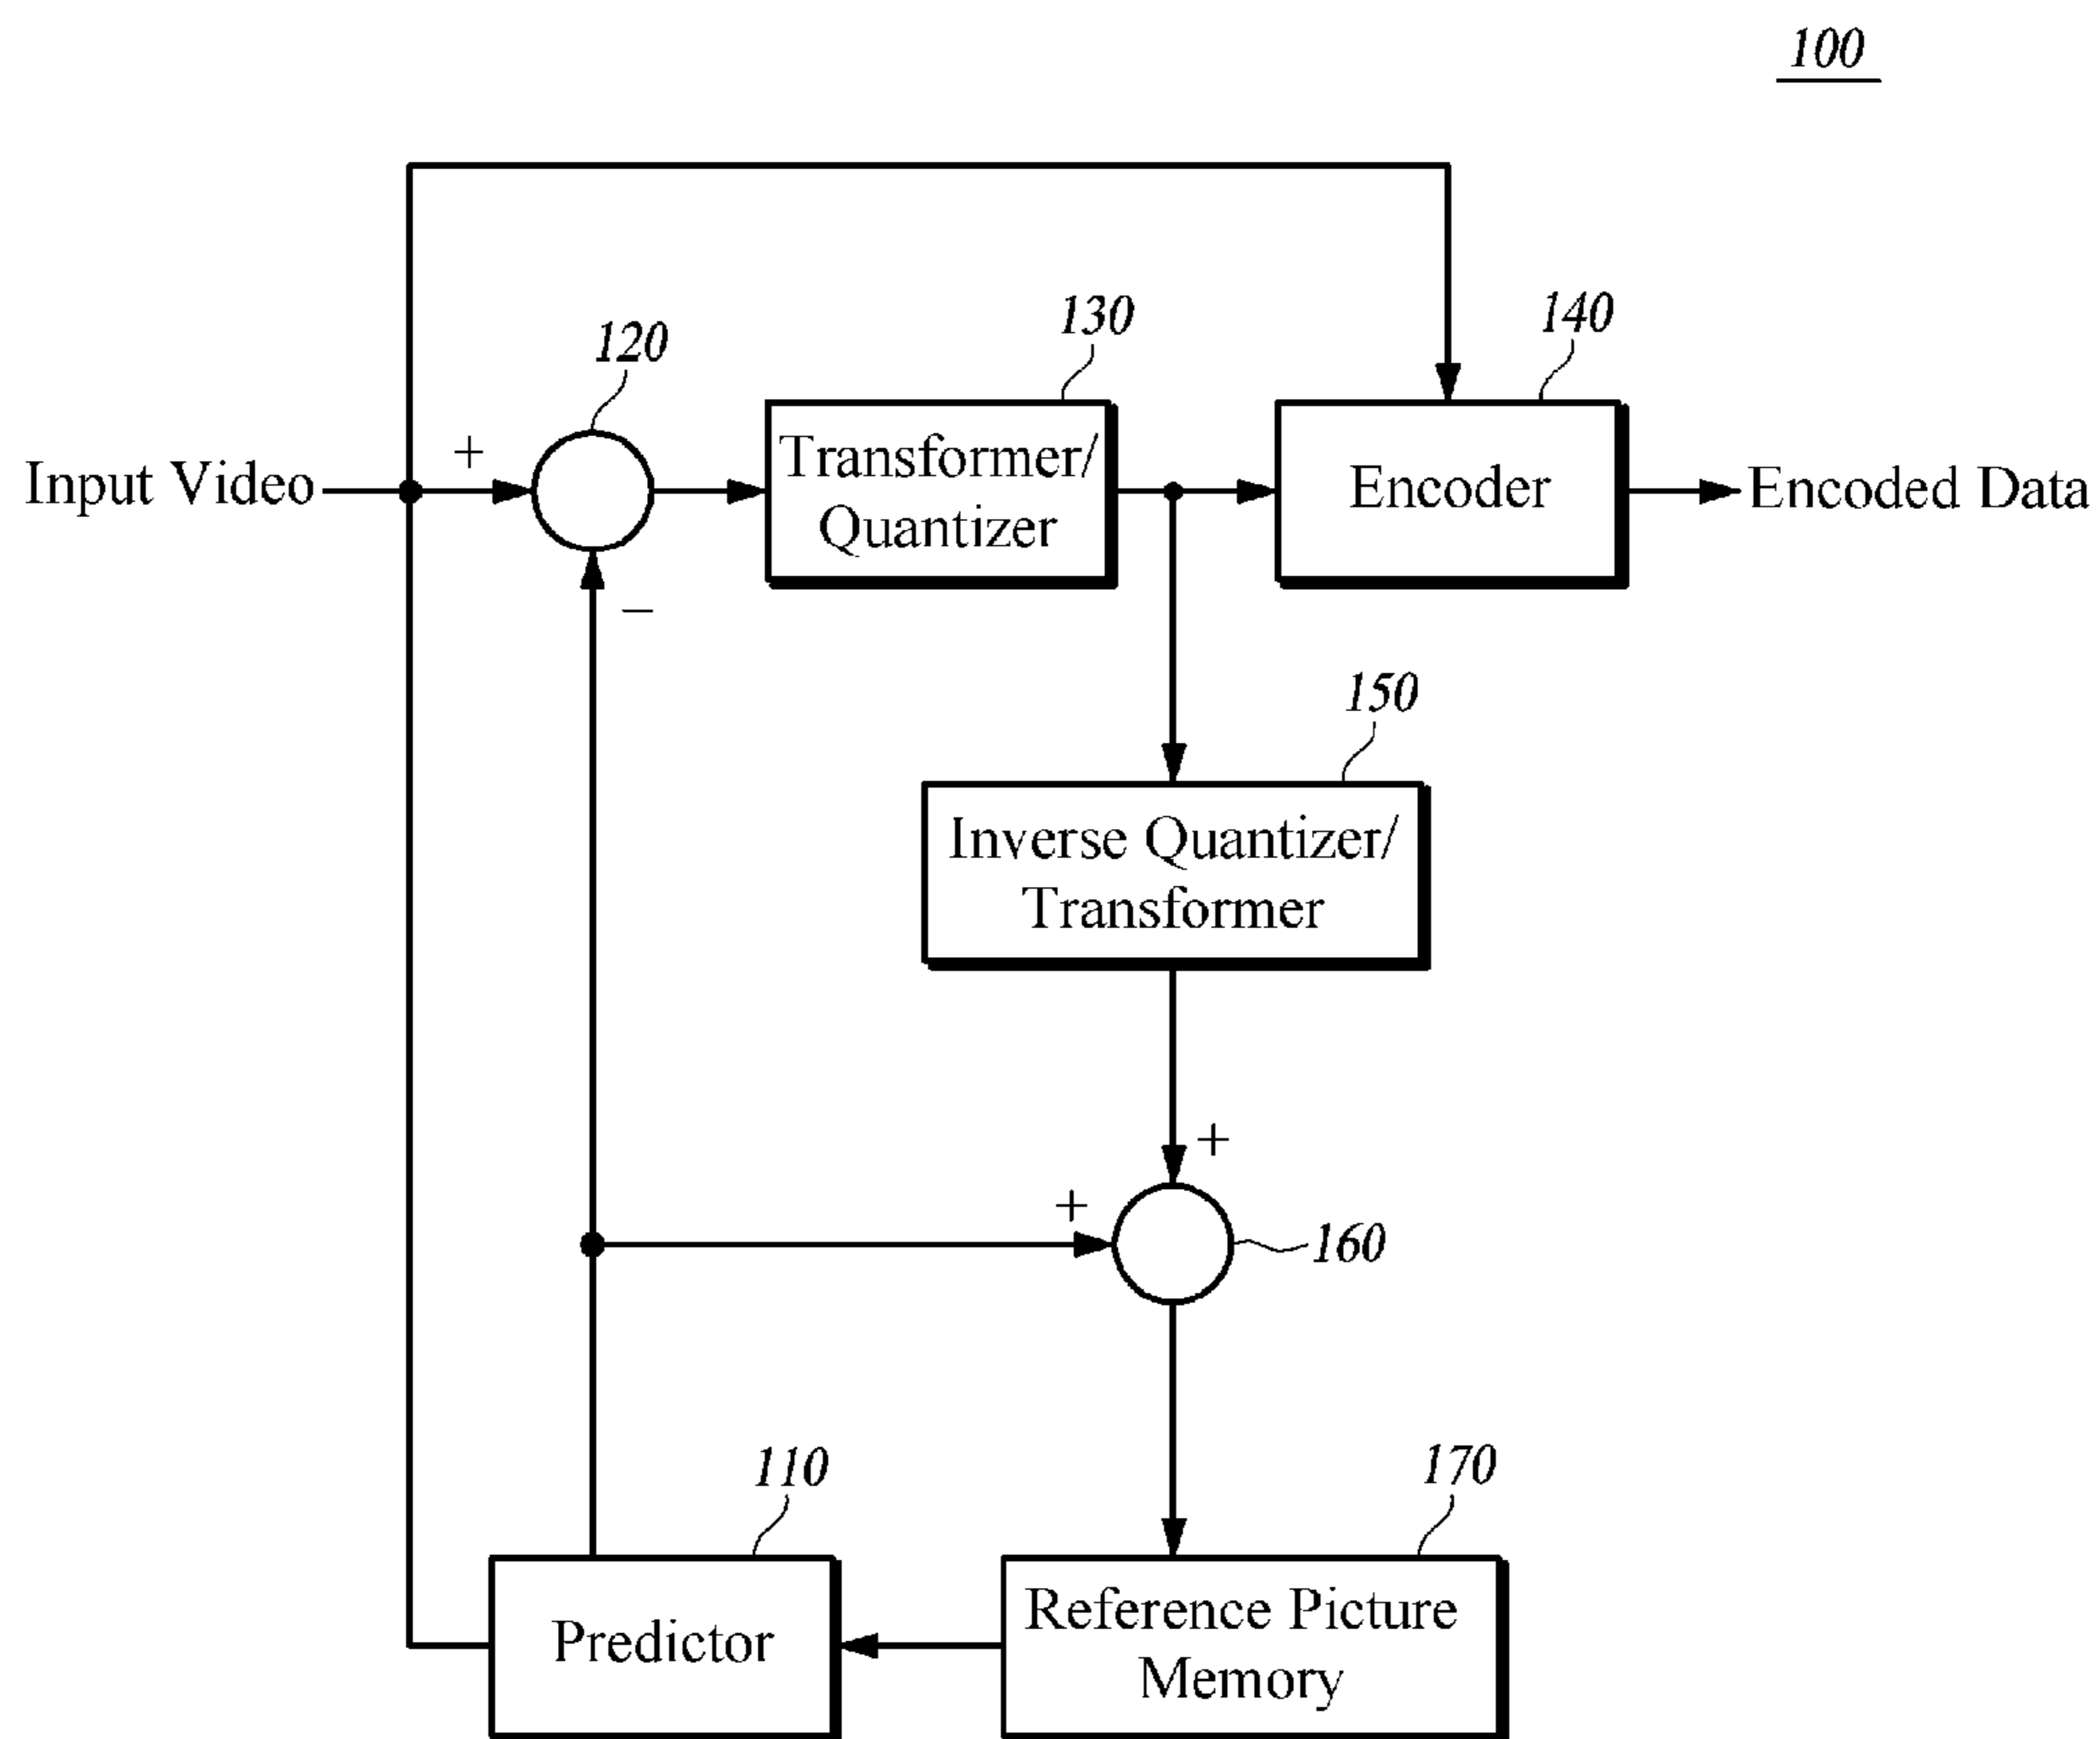 100
120
130
140
+
Input Video
Transformer/
Quantizer
Encoder
Encoded Data
−
150
Inverse Quantizer/
Transformer
+
+
160
110
170
Predictor
Reference Picture
Memory